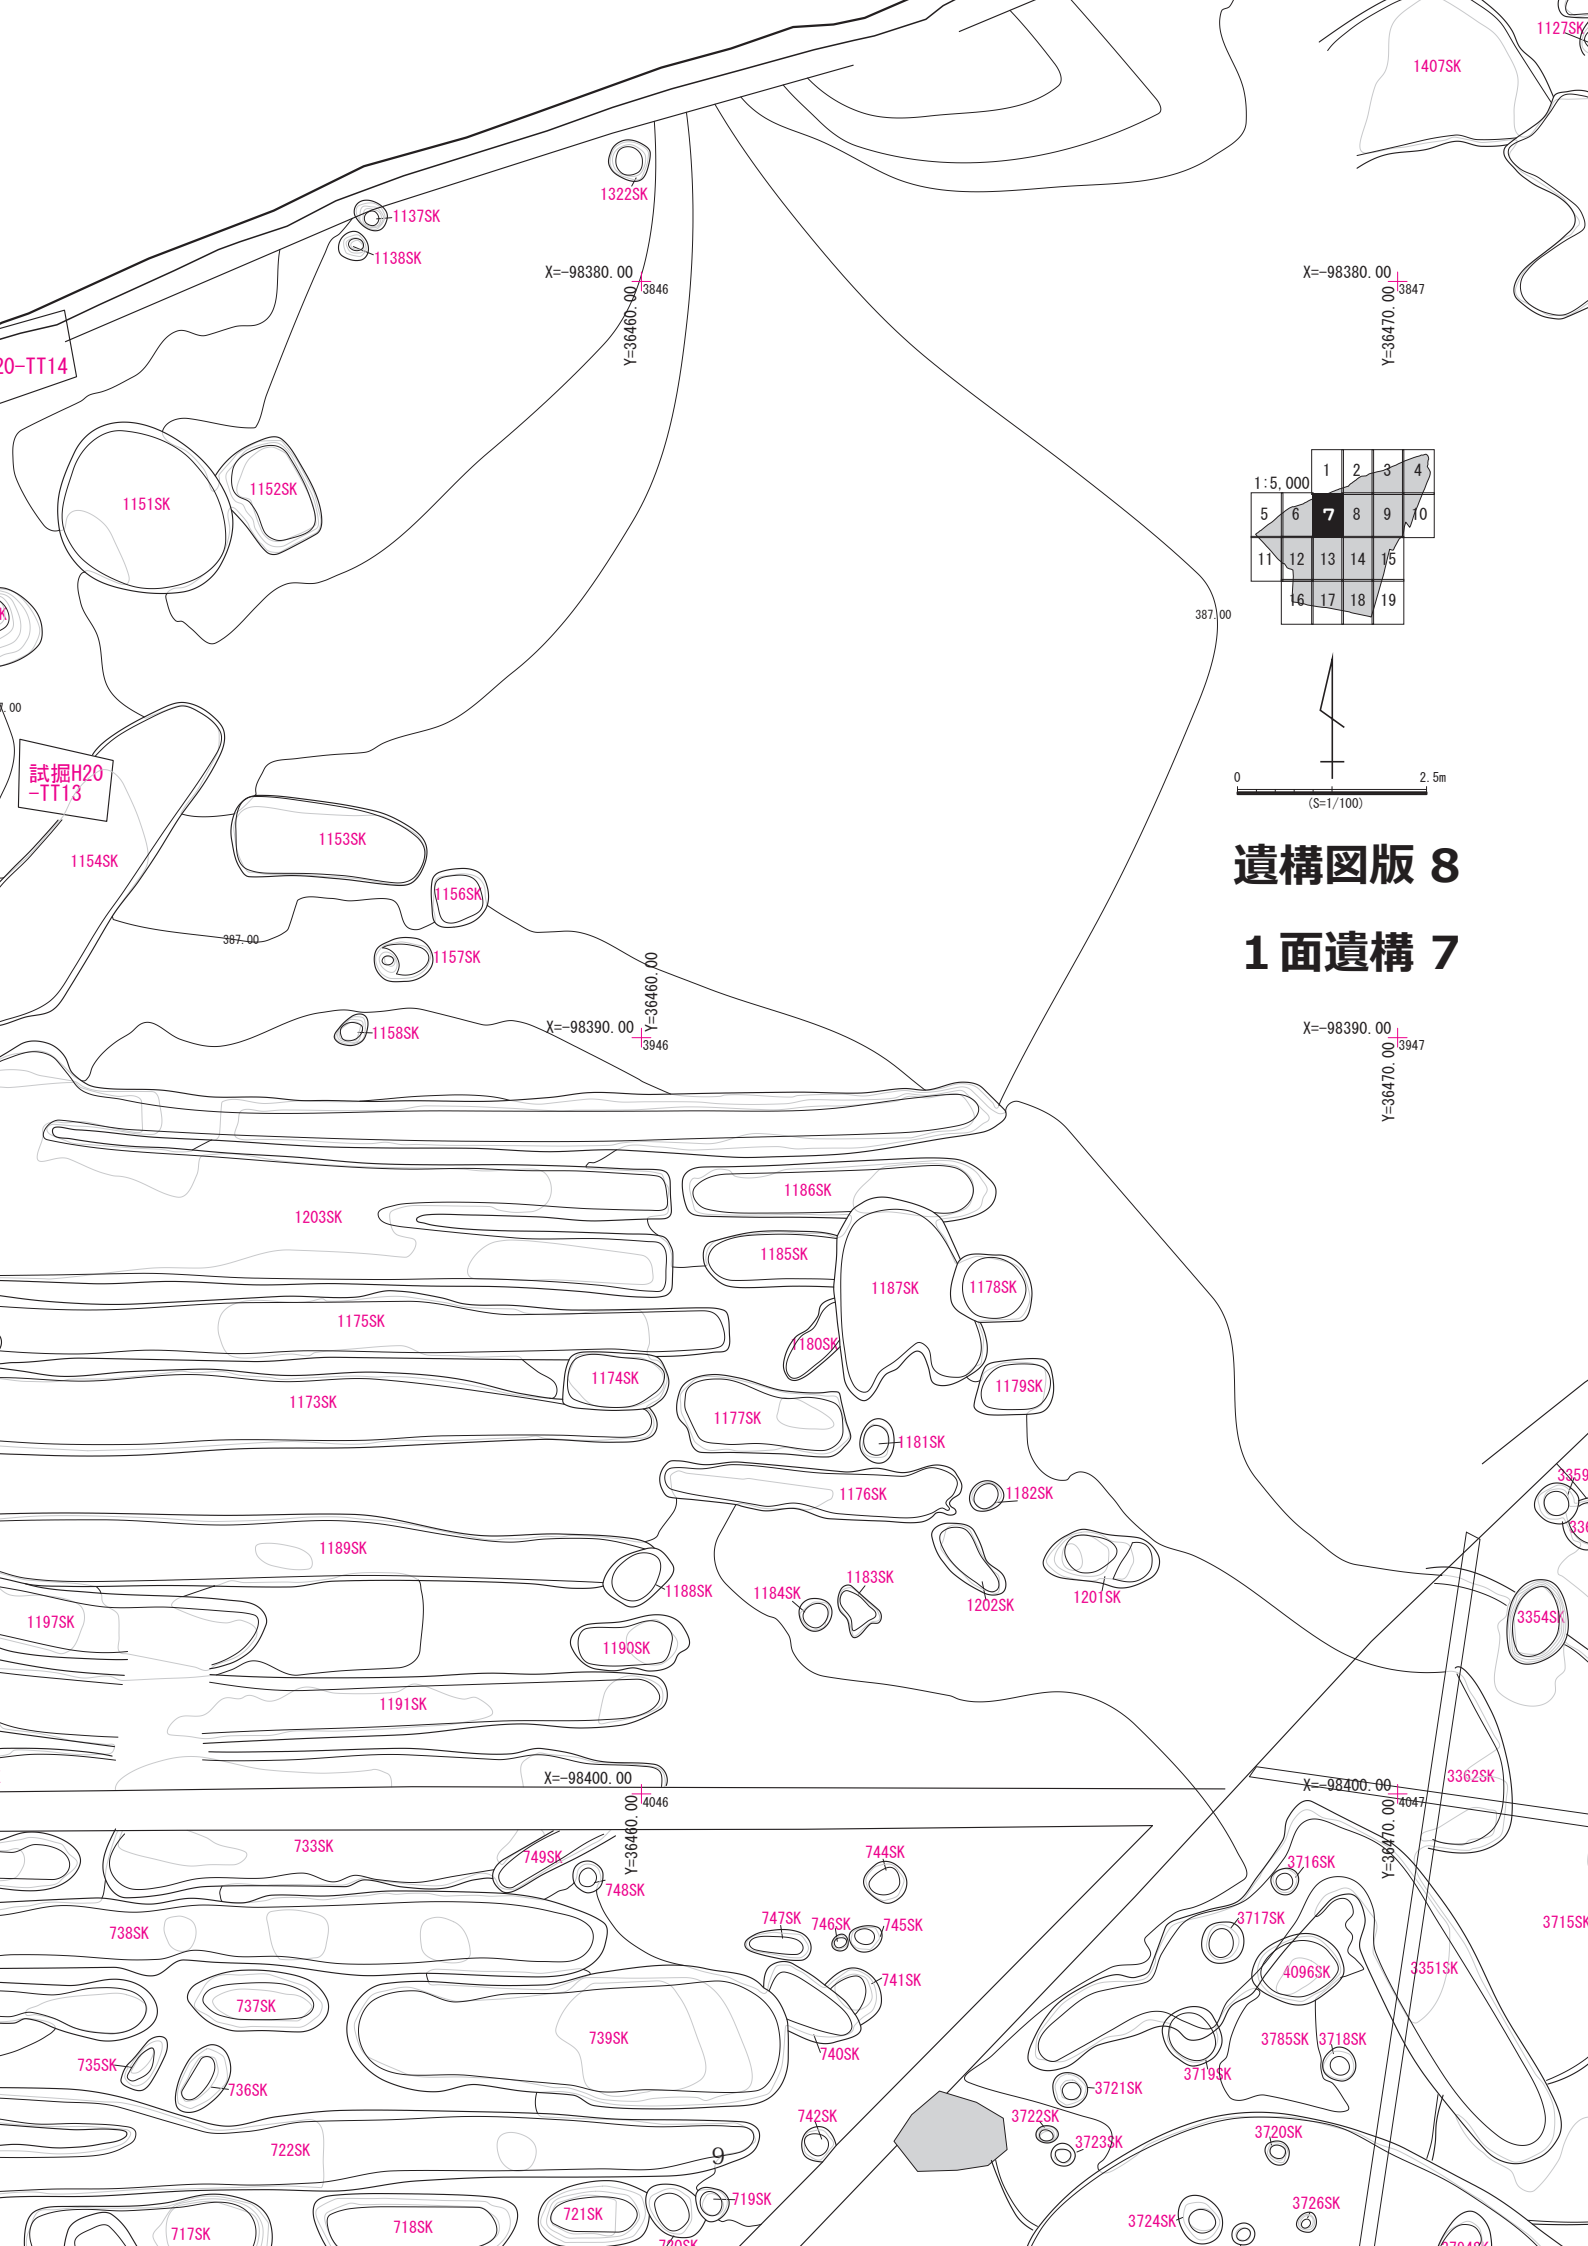 1127SK
1407SK
1322SK
1137SK
1138SK
X=-98380.00
3846
Y=36460.00
X=-98380.00
3847
Y=36470.00
20-TT14
1151SK
1152SK
1:5,000
1 2 3 4
5 6 7 8 9 10
11 12 13 14 15
16 17 18 19
387.00
0 2.5m
(S=1/100)
遺構図版 8
1面遺構 7
試掘H20
-TT13
1154SK
1153SK
1156SK
387.00
1157SK
1158SK
X=-98390.00
3946
Y=36460.00
X=-98390.00
3947
Y=36470.00
1203SK
1186SK
1185SK
1187SK
1178SK
1175SK
1180SK
1174SK
1179SK
1173SK
1177SK
1181SK
1176SK
1182SK
1189SK
1188SK
1184SK
1183SK
1202SK
1201SK
1197SK
1190SK
1191SK
3354SK
3362SK
X=-98400.00
4046
Y=36460.00
X=-98400.00
4047
Y=36470.00
733SK
749SK
748SK
744SK
3716SK
738SK
747SK
746SK
745SK
3717SK
3715SK
741SK
4096SK
3351SK
737SK
739SK
740SK
3785SK
3718SK
735SK
736SK
3719SK
3721SK
742SK
3722SK
3723SK
3720SK
722SK
9
719SK
721SK
718SK
717SK
3724SK
3726SK